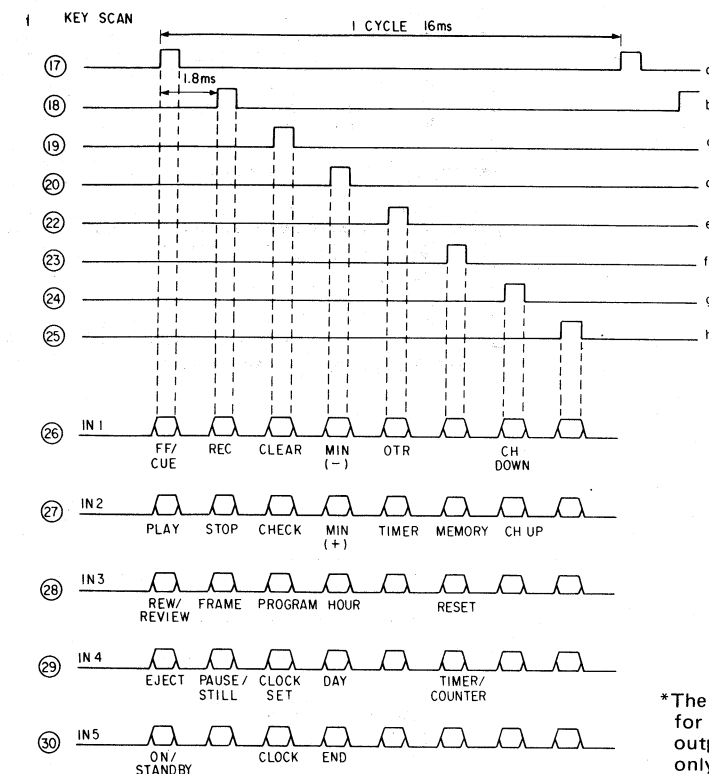 KEY SCAN
1 CYCLE 16ms
17
1.8ms
18
19
20
22
23
24
25
26 IN 1
FF/
CUE
REC
CLEAR
MIN
(–)
OTR
CH
DOWN
27 IN 2
PLAY
STOP
CHECK
MIN
(+)
TIMER
MEMORY
CH UP
28 IN 3
REW/
REVIEW
FRAME
PROGRAM
HOUR
RESET
29 IN 4
EJECT
PAUSE/
STILL
CLOCK
SET
DAY
TIMER/
COUNTER
30 IN 5
ON/
STANDBY
CLOCK
END
*The
for
outp
only